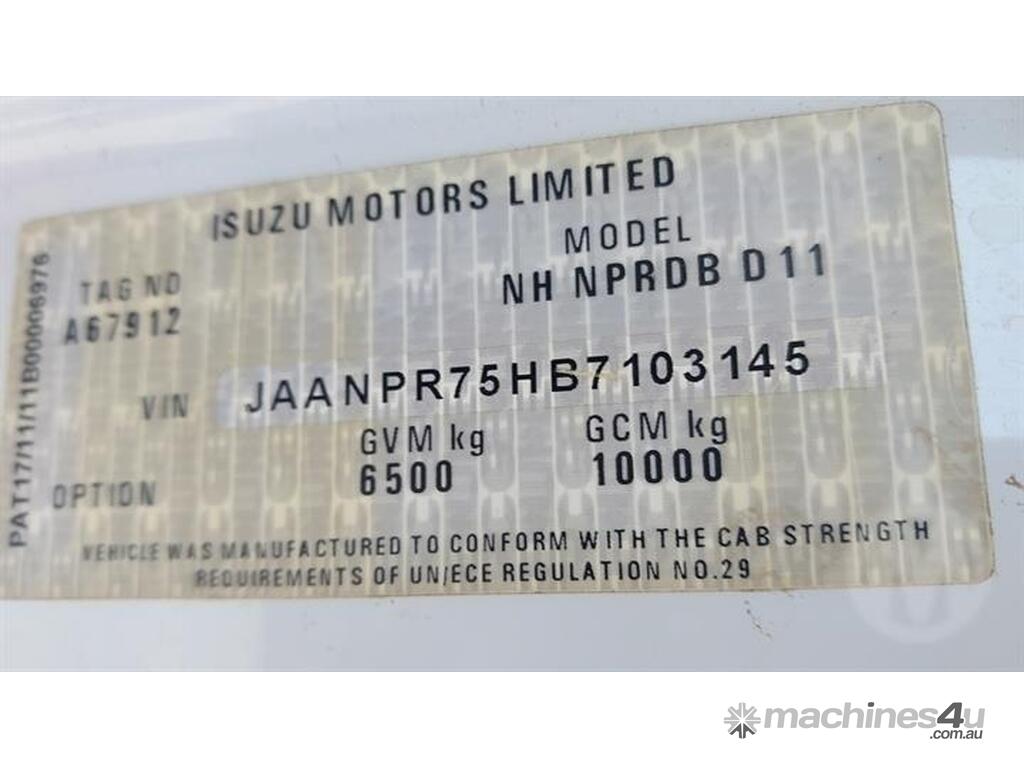 ISUZU MOTORS LIMITED
MODEL
NH NPRDB D11
TAG NO
A67912
VIN JAANPR75HB7103145
GVM kg GCM kg
6500 10000
OPTION
VEHICLE WAS MANUFACTURED TO CONFORM WITH THE CAB STRENGTH
REQUIREMENTS OF UN/ECE REGULATION NO.29
PAT17/11/11B00006976
machines4u
.com.au